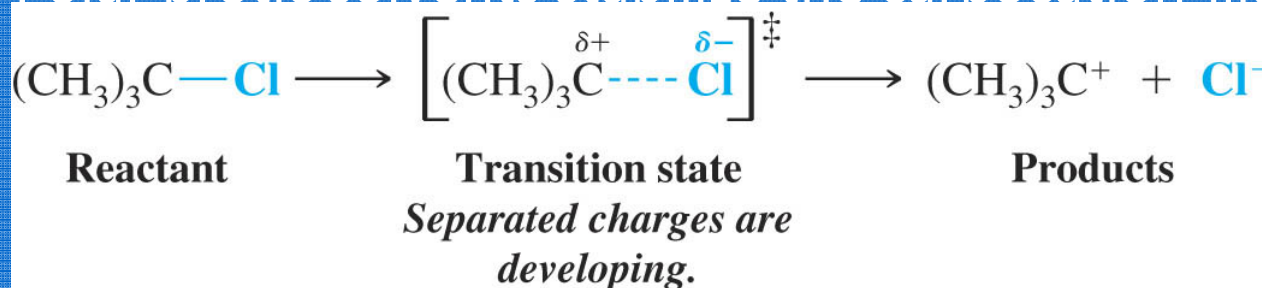 (CH₃)₃C—Cl ⟶ [(CH₃)₃C^δ+----Cl^δ−]‡ ⟶ (CH₃)₃C⁺ + Cl⁻
Reactant Transition state Products
Separated charges are
developing.